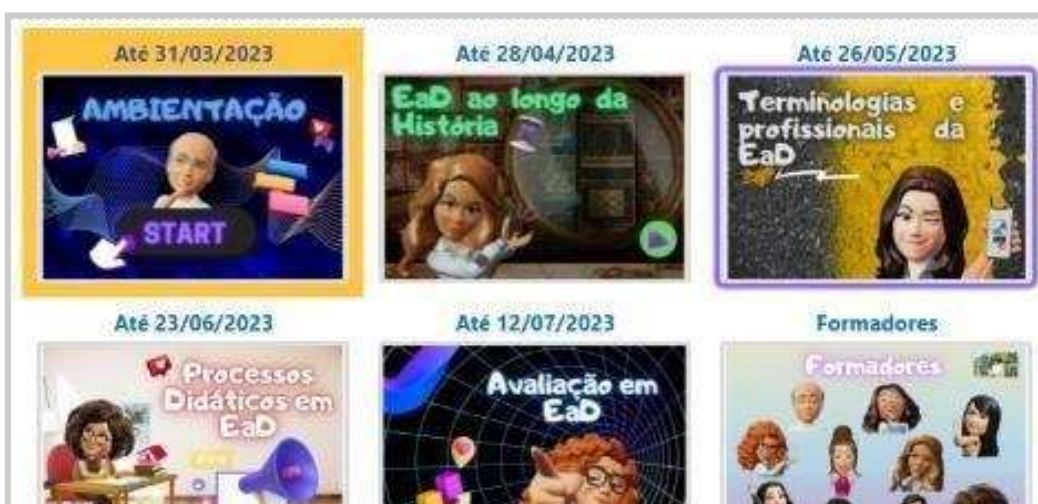 Até 31/03/2023
Até 28/04/2023
Até 26/05/2023
AMBIENTAÇÃO
START
EaD ao longo da
História
Terminologias e
profissionais da
EaD
Até 23/06/2023
Até 12/07/2023
Formadores
Processos
Didáticos em
EaD
Avaliação em
EaD
Formadores